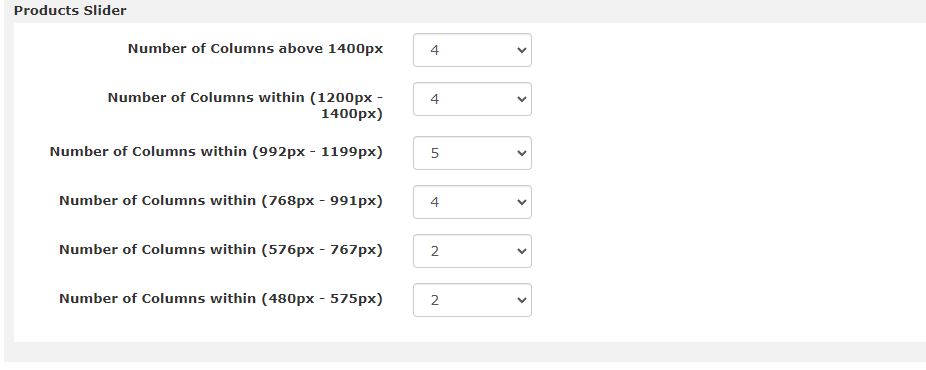 Products Slider
Number of Columns above 1400px 4
Number of Columns within (1200px -
1400px) 4
Number of Columns within (992px - 1199px) 5
Number of Columns within (768px - 991px) 4
Number of Columns within (576px - 767px) 2
Number of Columns within (480px - 575px) 2